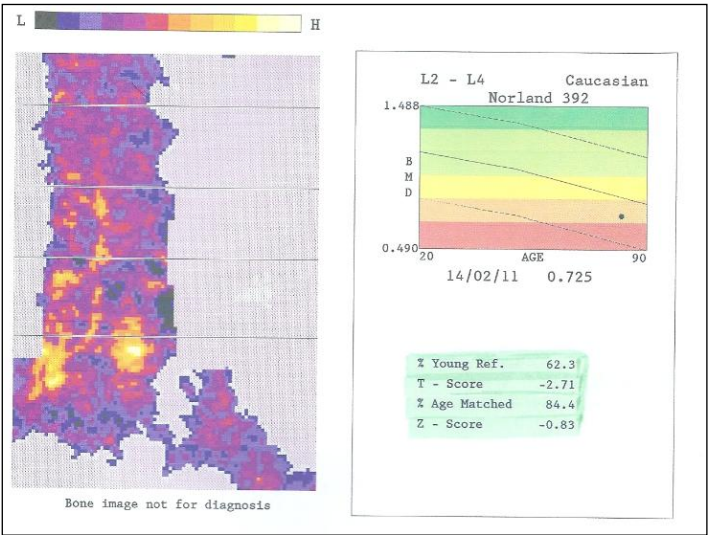 L H
L2 - L4 Caucasian
Norland 392
1.488
B
M
D
0.490
20 AGE 90
14/02/11 0.725
% Young Ref. 62.3
T - Score -2.71
% Age Matched 84.4
Z - Score -0.83
Bone image not for diagnosis